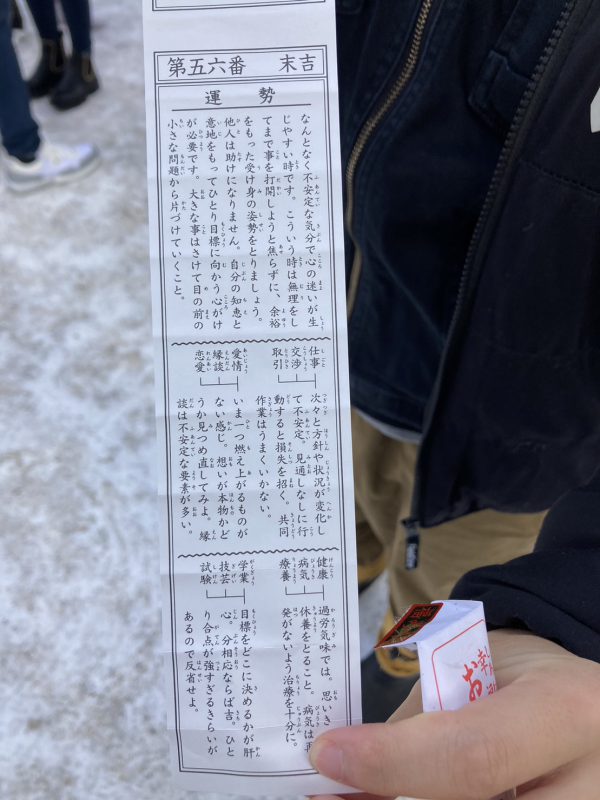 第五六番 末吉
運勢
なんとなく不安定な気分で心の迷いが生
じやすい時です。こういう時は無理をし
てまで事を打開しようと焦らずに、余裕
をもった受け身の姿勢をとりましょう。
他人は助けになりません。自分の知恵と
意地をもってひとり目標に向かう心がけ
が必要です。大きな事はさけて目の前の
小さな問題から片づけていくこと。
仕事
交渉
取引
次々と方針や状況が変化し
て不安定。見通しなしに行
動すると損失を招く。共同
作業はうまくいかない。
愛情
縁談
恋愛
いま一つ燃え上がるものが
ない感じ。想いが本物かど
うか見つめ直してみよ。縁
談は不安定な要素が多い。
健康
病気
療養
過労気味では。思いき
休養をとること。病気は再
発がないよう治療を十分に。
学業
技芸
試験
目標をどこに決めるかが肝
心。分相応ならば吉。ひと
り合点が強すぎるきらいが
あるので反省せよ。
お
幸